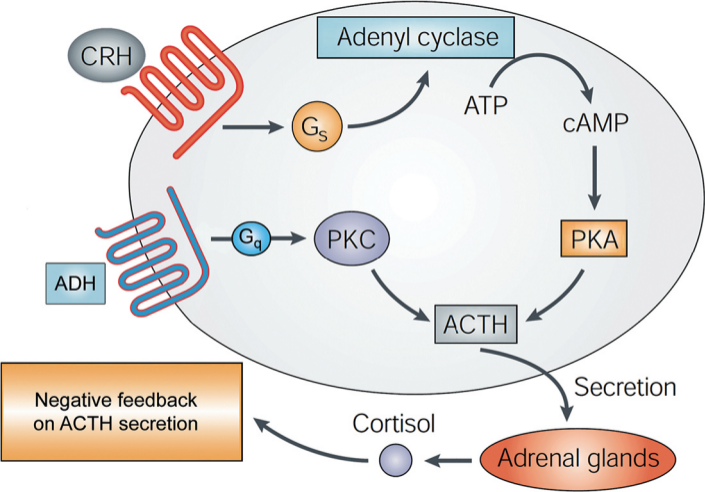 CRH
Adenyl cyclase
ATP
Gs
cAMP
Gq
PKC
PKA
ADH
ACTH
Secretion
Negative feedback
on ACTH secretion
Cortisol
Adrenal glands